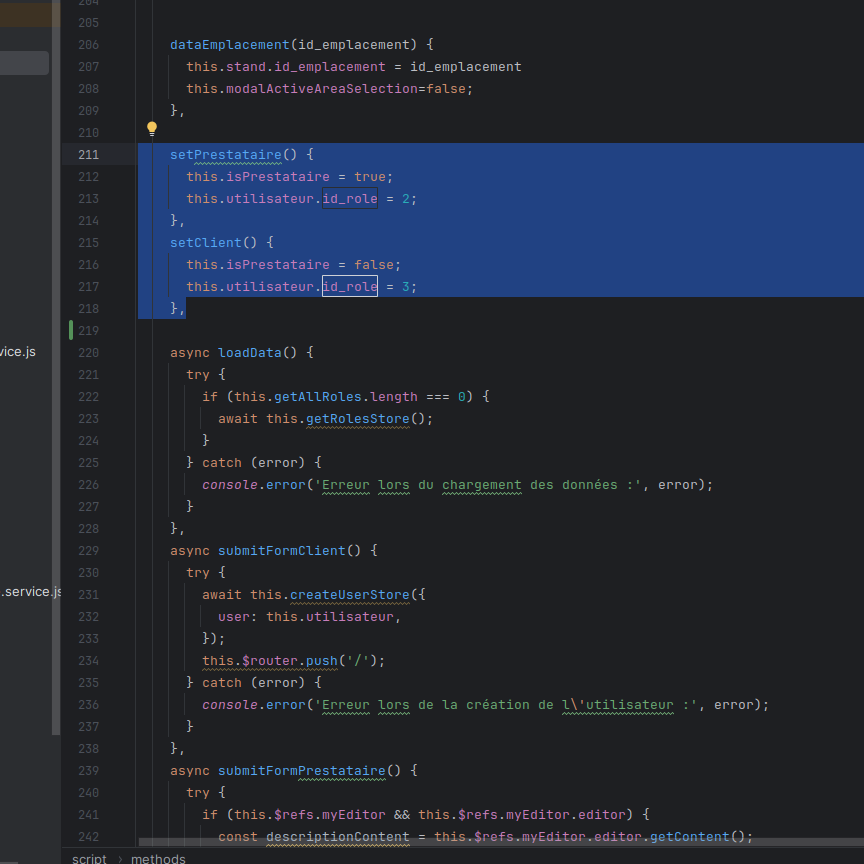 204
205
206 dataEmplacement(id_emplacement) {
207 this.stand.id_emplacement = id_emplacement
208 this.modalActiveAreaSelection=false;
209 },
210
211 setPrestataire() {
212 this.isPrestataire = true;
213 this.utilisateur.id_role = 2;
214 },
215 setClient() {
216 this.isPrestataire = false;
217 this.utilisateur.id_role = 3;
218 },
219
220 async loadData() {
221 try {
222 if (this.getAllRoles.length === 0) {
223 await this.getRolesStore();
224 }
225 } catch (error) {
226 console.error('Erreur lors du chargement des données :', error);
227 }
228 },
229 async submitFormClient() {
230 try {
231 await this.createUserStore({
232 user: this.utilisateur,
233 });
234 this.$router.push('/');
235 } catch (error) {
236 console.error('Erreur lors de la création de l\'utilisateur :', error);
237 }
238 },
239 async submitFormPrestataire() {
240 try {
241 if (this.$refs.myEditor && this.$refs.myEditor.editor) {
242 const descriptionContent = this.$refs.myEditor.editor.getContent();
vice.js
.service.js
script › methods